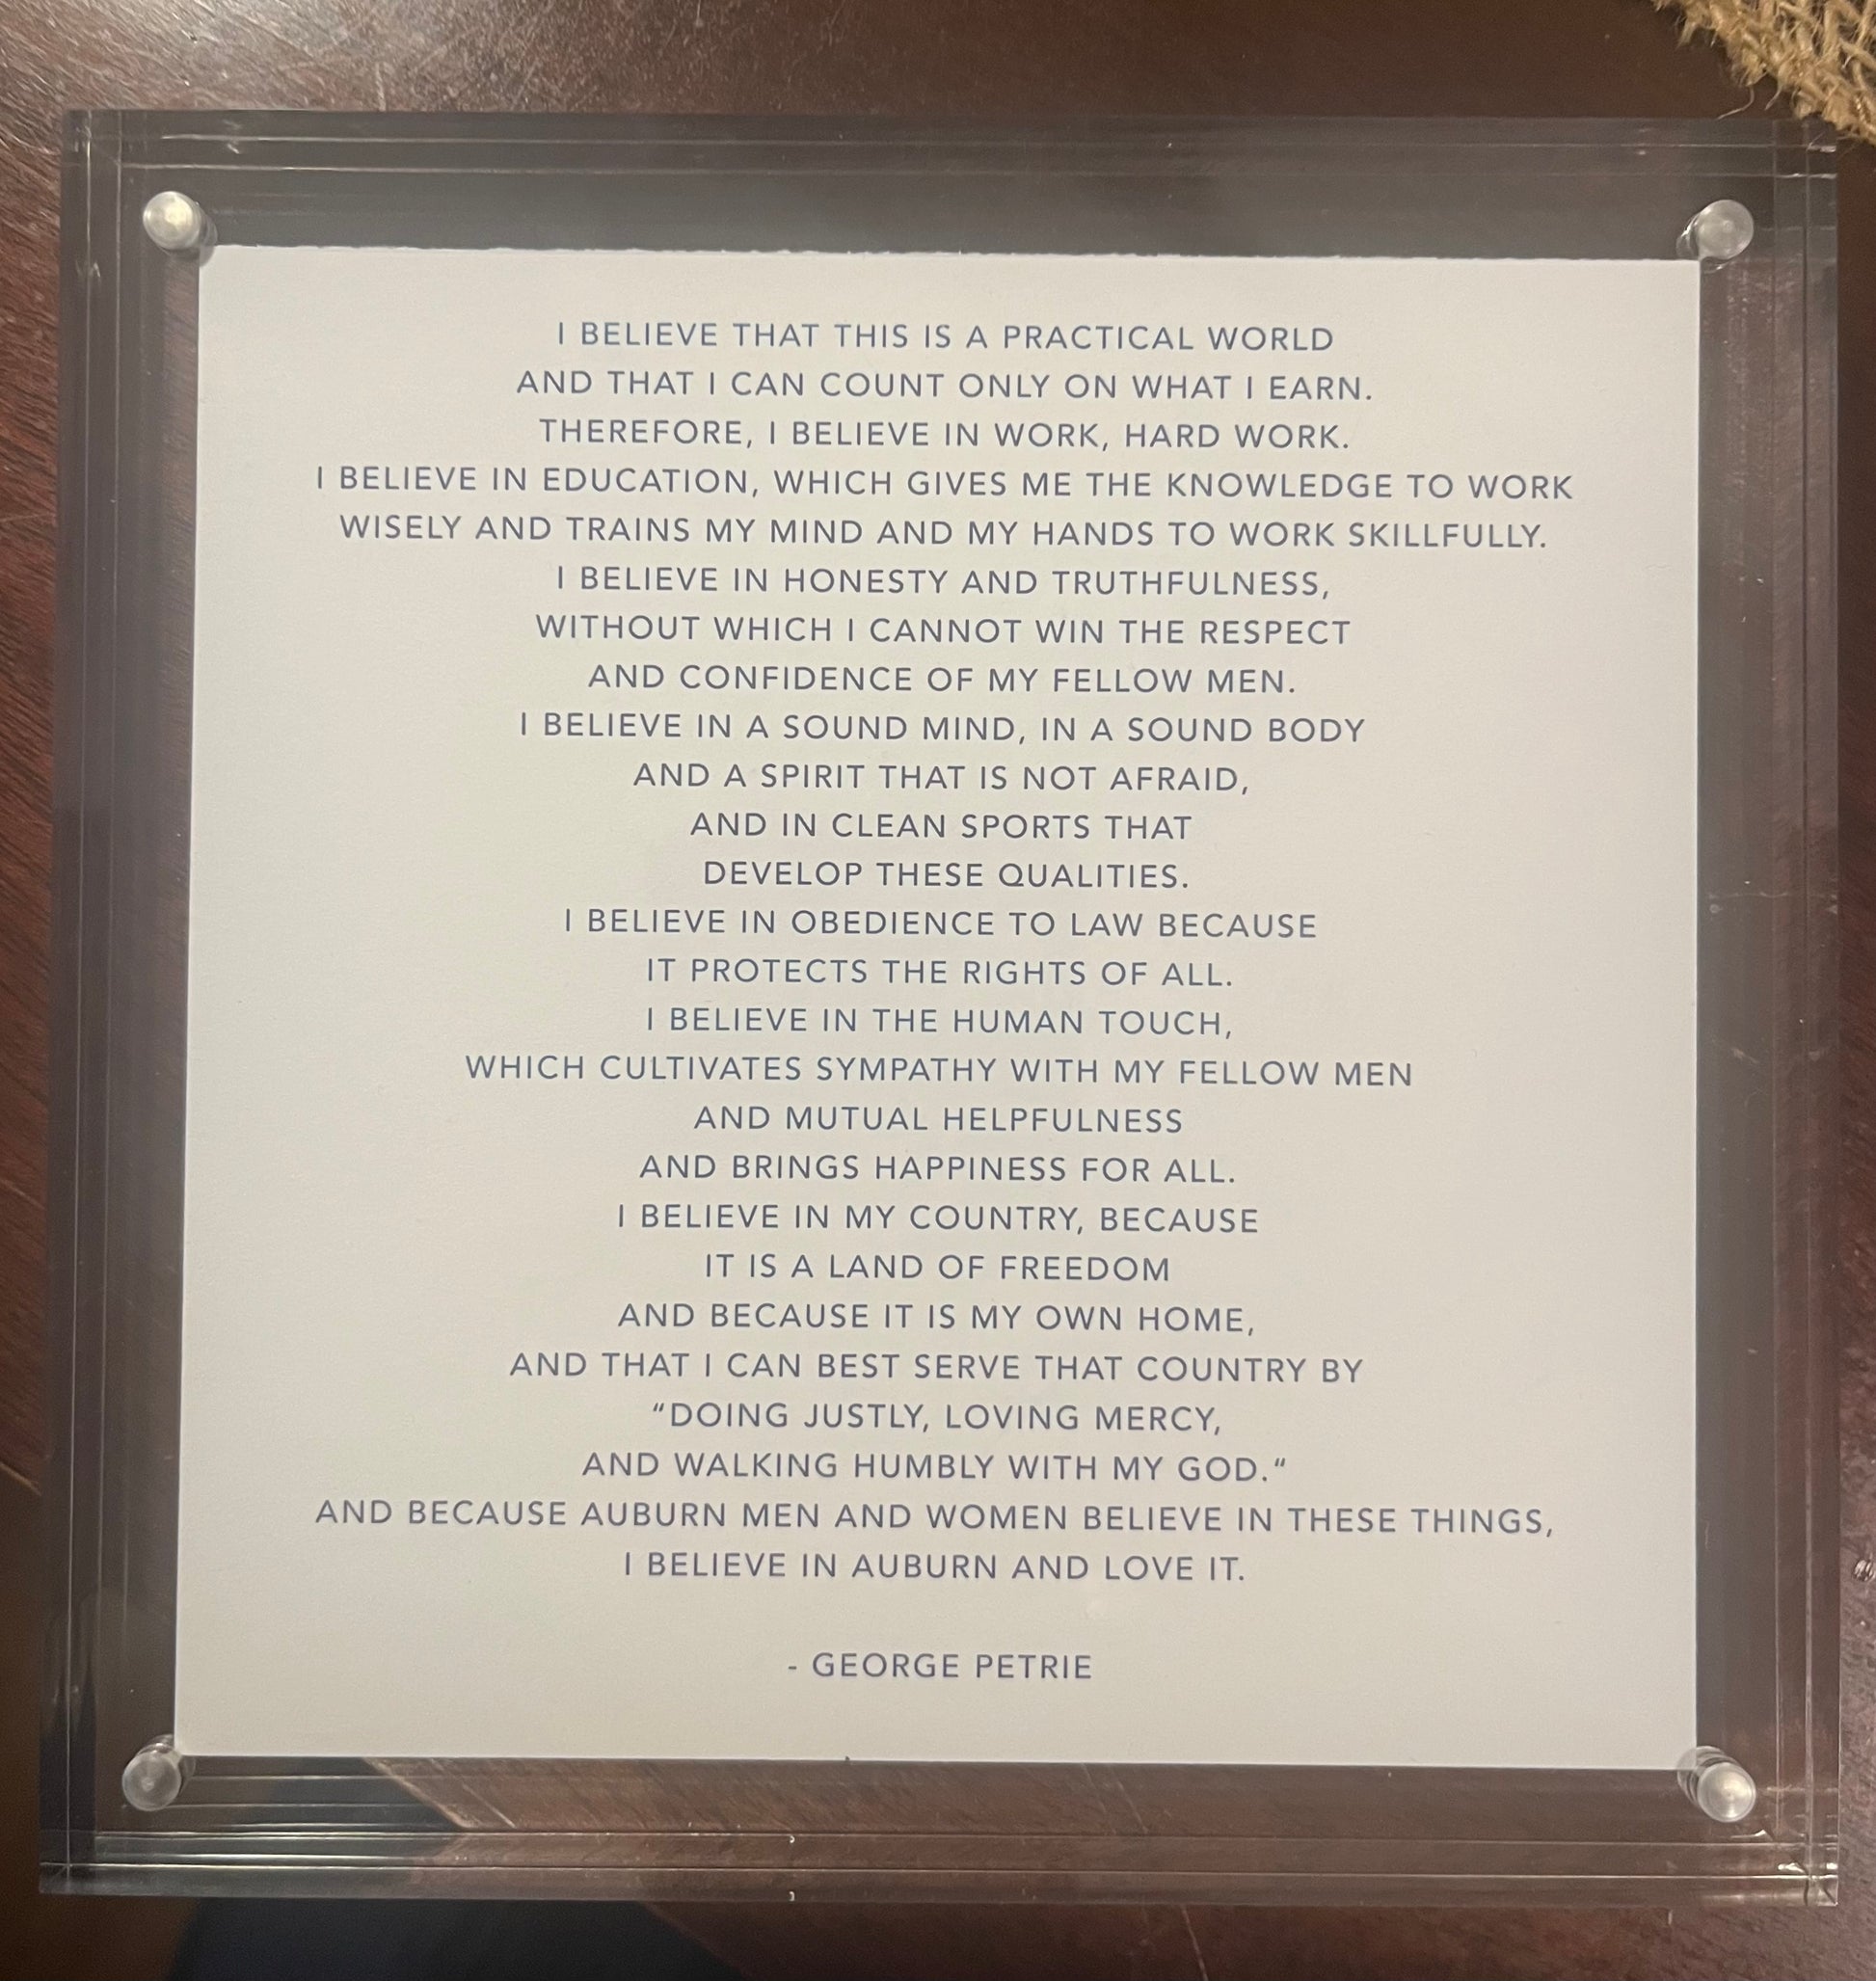 I BELIEVE THAT THIS IS A PRACTICAL WORLD
AND THAT I CAN COUNT ONLY ON WHAT I EARN.
THEREFORE, I BELIEVE IN WORK, HARD WORK.
I BELIEVE IN EDUCATION, WHICH GIVES ME THE KNOWLEDGE TO WORK
WISELY AND TRAINS MY MIND AND MY HANDS TO WORK SKILLFULLY.
I BELIEVE IN HONESTY AND TRUTHFULNESS,
WITHOUT WHICH I CANNOT WIN THE RESPECT
AND CONFIDENCE OF MY FELLOW MEN.
I BELIEVE IN A SOUND MIND, IN A SOUND BODY
AND A SPIRIT THAT IS NOT AFRAID,
AND IN CLEAN SPORTS THAT
DEVELOP THESE QUALITIES.
I BELIEVE IN OBEDIENCE TO LAW BECAUSE
IT PROTECTS THE RIGHTS OF ALL.
I BELIEVE IN THE HUMAN TOUCH,
WHICH CULTIVATES SYMPATHY WITH MY FELLOW MEN
AND MUTUAL HELPFULNESS
AND BRINGS HAPPINESS FOR ALL.
I BELIEVE IN MY COUNTRY, BECAUSE
IT IS A LAND OF FREEDOM
AND BECAUSE IT IS MY OWN HOME,
AND THAT I CAN BEST SERVE THAT COUNTRY BY
“DOING JUSTLY, LOVING MERCY,
AND WALKING HUMBLY WITH MY GOD.“
AND BECAUSE AUBURN MEN AND WOMEN BELIEVE IN THESE THINGS,
I BELIEVE IN AUBURN AND LOVE IT.
- GEORGE PETRIE